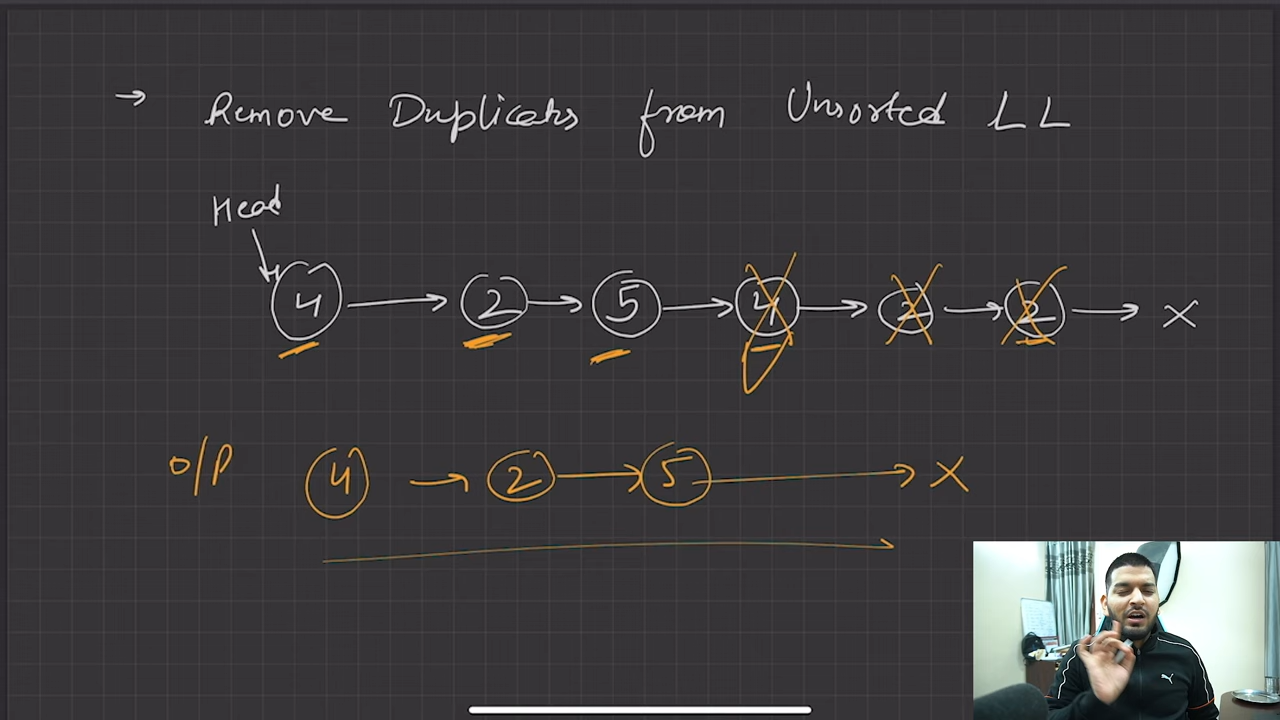 → Remove Duplicates from Unsorted LL
Head
4 → 2 → 5 → 4 → 2 → 2 → X
O/P 4 → 2 → 5 → X